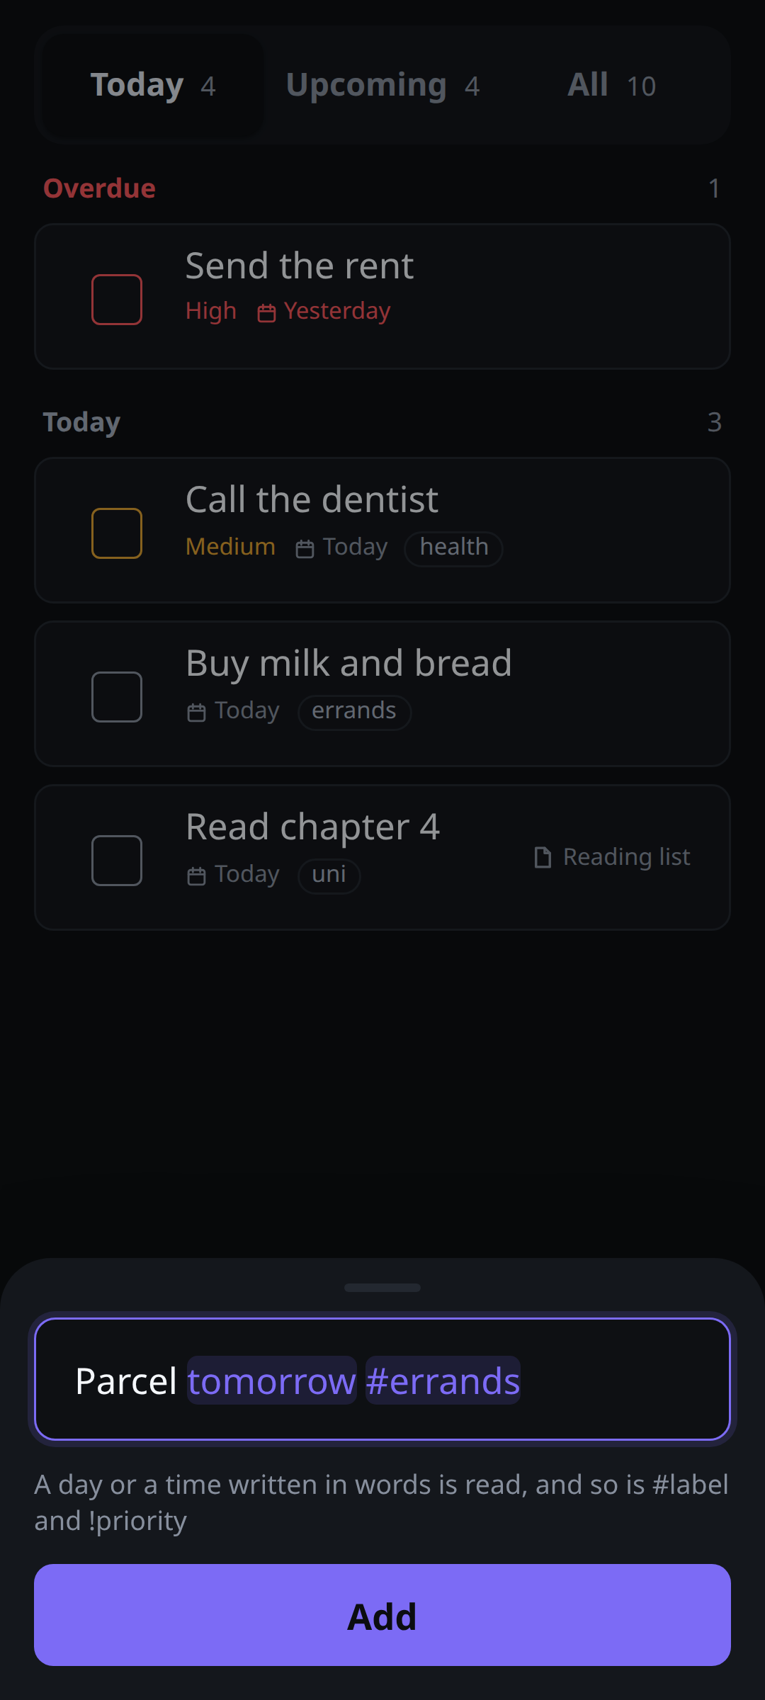 Today 4 Upcoming 4 All 10
Overdue 1
Send the rent
High Yesterday
Today 3
Call the dentist
Medium Today health
Buy milk and bread
Today errands
Read chapter 4
Today uni Reading list
Parcel tomorrow #errands
A day or a time written in words is read, and so is #label
and !priority
Add